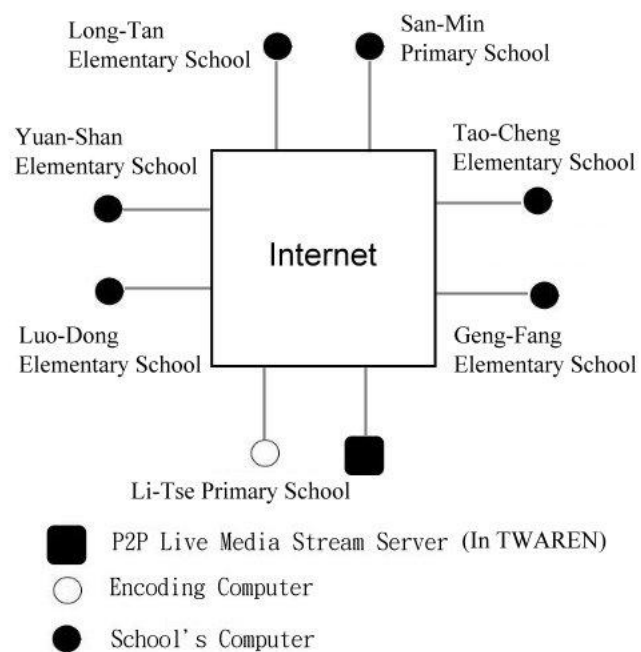 Long-Tan
Elementary School
San-Min
Primary School
Yuan-Shan
Elementary School
Tao-Cheng
Elementary School
Internet
Luo-Dong
Elementary School
Geng-Fang
Elementary School
Li-Tse Primary School
P2P Live Media Stream Server (In TWAREN)
Encoding Computer
School's Computer